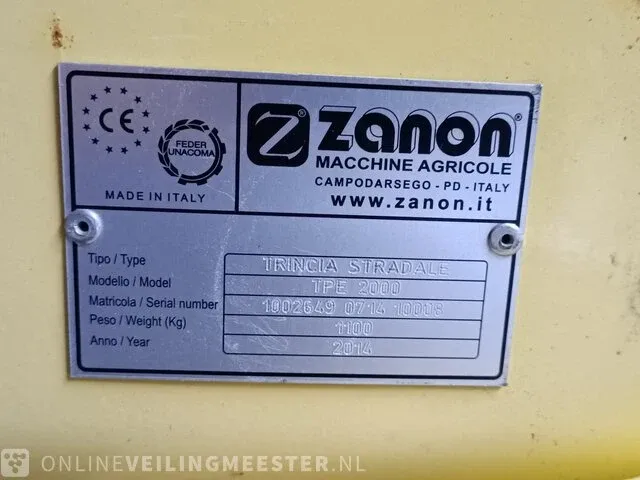 CE
FEDER
UNACOMA
MADE IN ITALY
Z zanon®
MACCHINE AGRICOLE
CAMPODARSEGO - PD - ITALY
www.zanon.it
Tipo / Type TRINCIA STRADALE
Modello / Model TPE 2000
Matricola / Serial number 1002649 0714 10008
Peso / Weight (Kg) 1100
Anno / Year 2014
ONLINEVEILINGMEESTER.NL